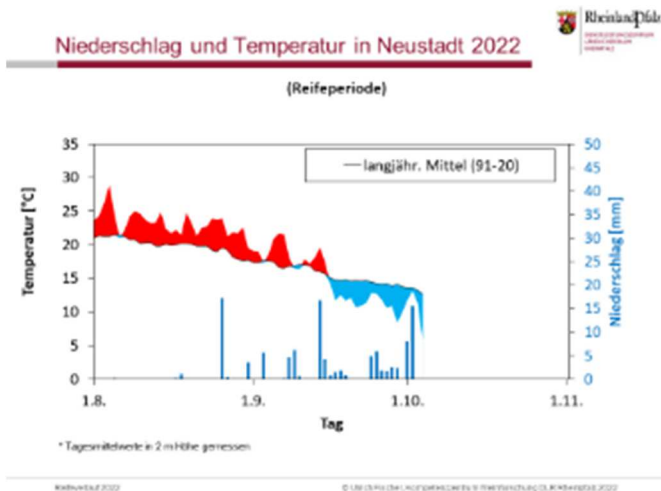 RheinlandPfalz
Niederschlag und Temperatur in Neustadt 2022
(Reifeperiode)
langjähr. Mittel (91-20)
Temperatur [°C]
35
30
25
20
15
10
5
0
Niederschlag [mm]
50
45
40
35
30
25
20
15
10
5
0
1.8.
1.9.
1.10.
1.11.
Tag
* Tagesmittelwerte in 2 m Höhe gemessen